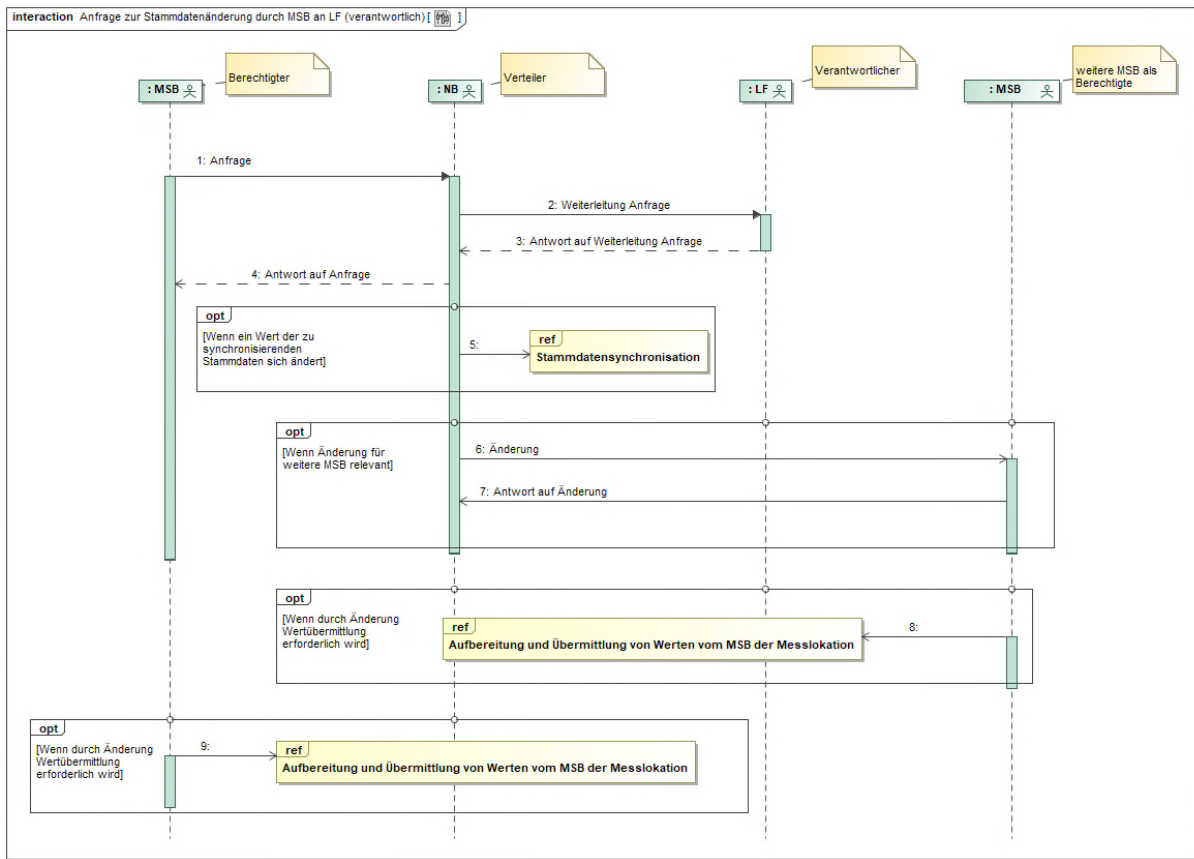 interaction Anfrage zur Stammdatenänderung durch MSB an LF (verantwortlich) [ ]
: MSB
Berechtigter
: NB
Verteiler
: LF
Verantwortlicher
: MSB
weitere MSB als
Berechtigte
1: Anfrage
2: Weiterleitung Anfrage
3: Antwort auf Weiterleitung Anfrage
4: Antwort auf Anfrage
opt
[Wenn ein Wert der zu
synchronisierenden
Stammdaten sich ändert]
5:
ref
Stammdatensynchronisation
opt
[Wenn Änderung für
weitere MSB relevant]
6: Änderung
7: Antwort auf Änderung
opt
[Wenn durch Änderung
Wertübermittlung
erforderlich wird]
ref
Aufbereitung und Übermittlung von Werten vom MSB der Messlokation
8:
opt
[Wenn durch Änderung
Wertübermittlung
erforderlich wird]
9:
ref
Aufbereitung und Übermittlung von Werten vom MSB der Messlokation